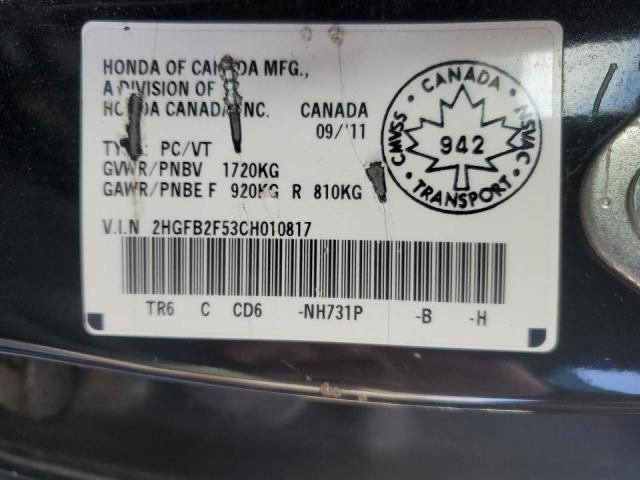 HONDA OF CANADA MFG.,
A DIVISION OF
HONDA CANADA INC. CANADA
09/'11
TYPE: PC/VT
GVWR/PNBV 1720KG
GAWR/PNBE F 920KG R 810KG
V.I.N 2HGFB2F53CH010817
TR6 C CD6 -NH731P -B -H
CANADA
CMVSS NSVAC
942
TRANSPORT